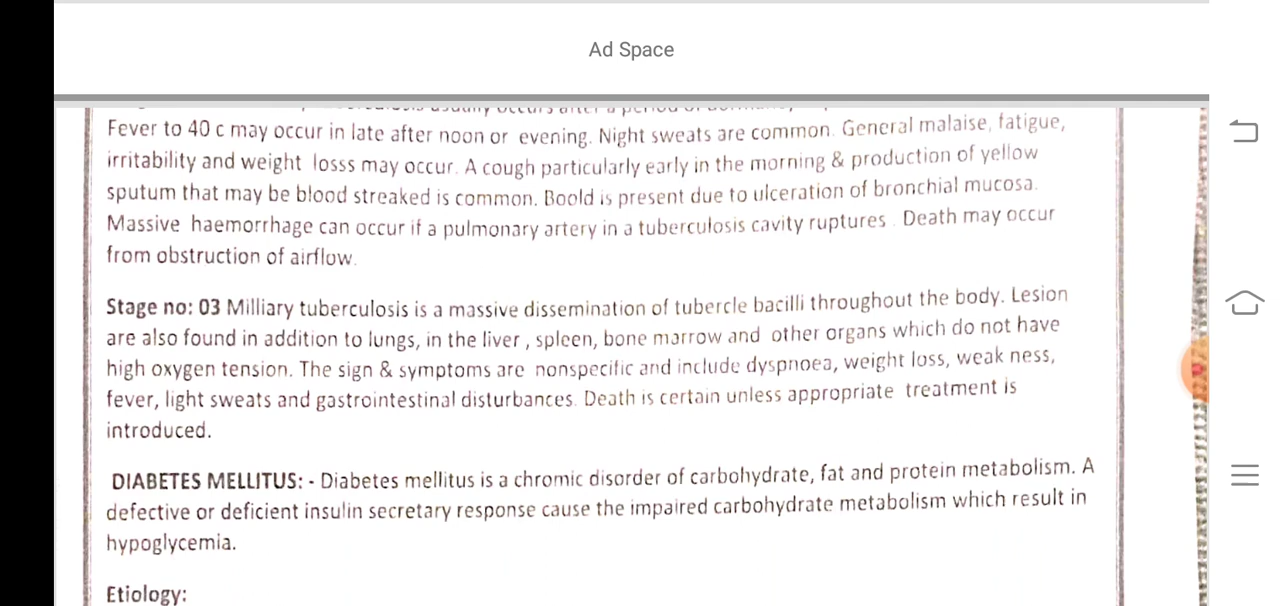 Ad Space
usually occurs after a period of
Fever to 40 c may occur in late after noon or evening. Night sweats are common. General malaise, fatigue,
irritability and weight losss may occur. A cough particularly early in the morning & production of yellow
sputum that may be blood streaked is common. Boold is present due to ulceration of bronchial mucosa.
Massive haemorrhage can occur if a pulmonary artery in a tuberculosis cavity ruptures . Death may occur
from obstruction of airflow.
Stage no: 03 Milliary tuberculosis is a massive dissemination of tubercle bacilli throughout the body. Lesion
are also found in addition to lungs, in the liver , spleen, bone marrow and other organs which do not have
high oxygen tension. The sign & symptoms are nonspecific and include dyspnoea, weight loss, weak ness,
fever, light sweats and gastrointestinal disturbances. Death is certain unless appropriate treatment is
introduced.
DIABETES MELLITUS: - Diabetes mellitus is a chromic disorder of carbohydrate, fat and protein metabolism. A
defective or deficient insulin secretary response cause the impaired carbohydrate metabolism which result in
hypoglycemia.
Etiology: